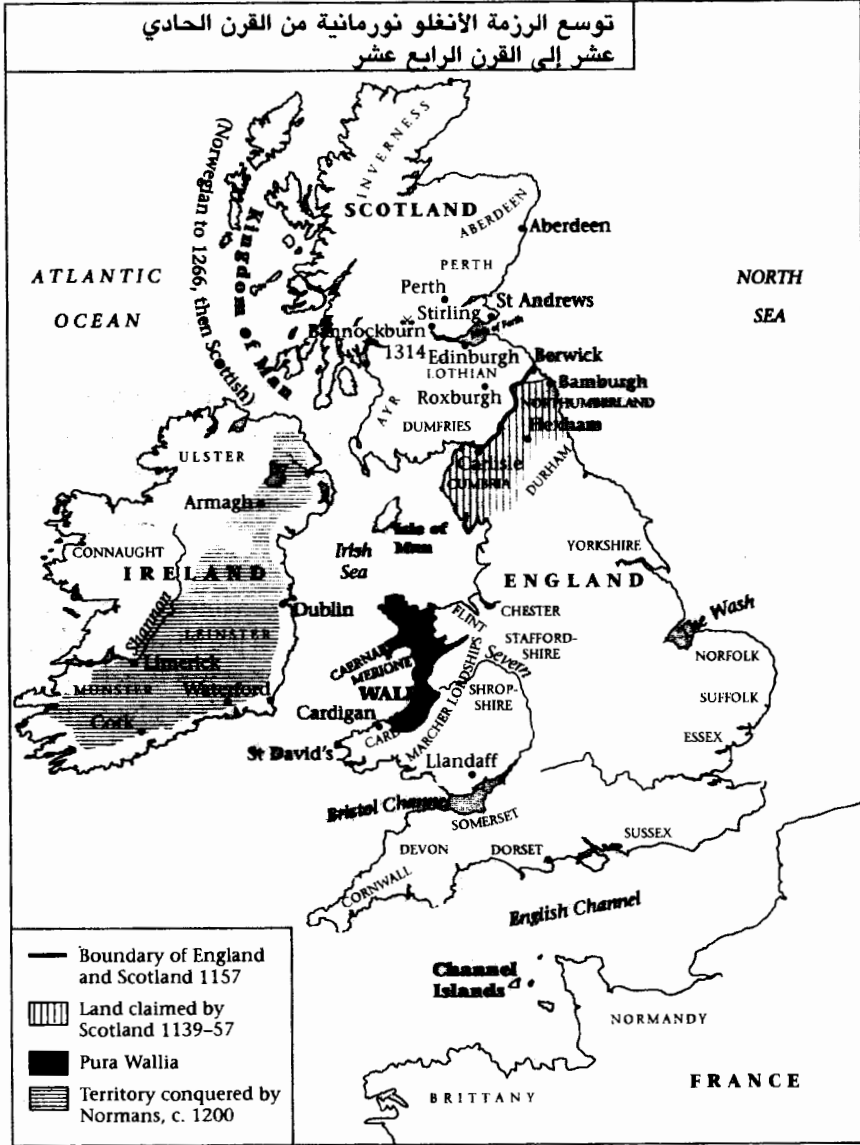 توسع الرزمة الأنغلو نورمانية من القرن الحادي
عشر إلى القرن الرابع عشر
INVERNESS
SCOTLAND
ABERDEEN
Aberdeen
Kingdom of Man
(Norwegian to 1266, then Scottish)
ATLANTIC
OCEAN
NORTH
SEA
PERTH
Perth
St Andrews
Stirling
Bannockburn
1314
Edinburgh
Berwick
LOTHIAN
Bamburgh
Roxburgh
NORTHUMBERLAND
AYR
DUMFRIES
Hexham
Carlisle
CUMBRIA
DURHAM
ULSTER
Armagh
Isle of
Man
Irish
Sea
CONNAUGHT
IRELAND
YORKSHIRE
ENGLAND
Dublin
Shannon
LEINSTER
FLINT
CHESTER
STAFFORD-
SHIRE
The Wash
NORFOLK
Limerick
MUNSTER
Waterford
Cork
CAERNAR
MERIONE
WALE
Severn
SHROP-
SHIRE
SUFFOLK
MARCHER LORDSHIPS
Cardigan
CARD
ESSEX
St David's
Llandaff
Bristol Channel
SOMERSET
SUSSEX
DEVON
DORSET
CORNWALL
English Channel
Channel
Islands
NORMANDY
BRITTANY
FRANCE
Boundary of England
and Scotland 1157
Land claimed by
Scotland 1139–57
Pura Wallia
Territory conquered by
Normans, c. 1200